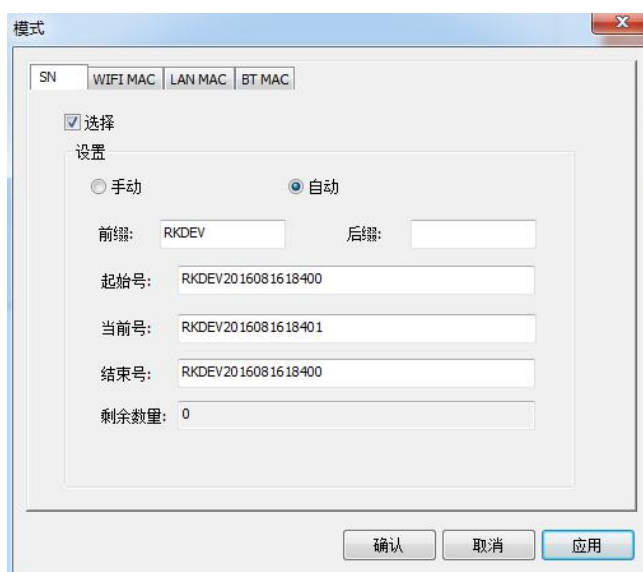 模式
SN WIFI MAC LAN MAC BT MAC
选择
设置
手动 自动
前缀: RKDEV 后缀:
起始号: RKDEV2016081618400
当前号: RKDEV2016081618401
结束号: RKDEV2016081618400
剩余数量: 0
确认 取消 应用